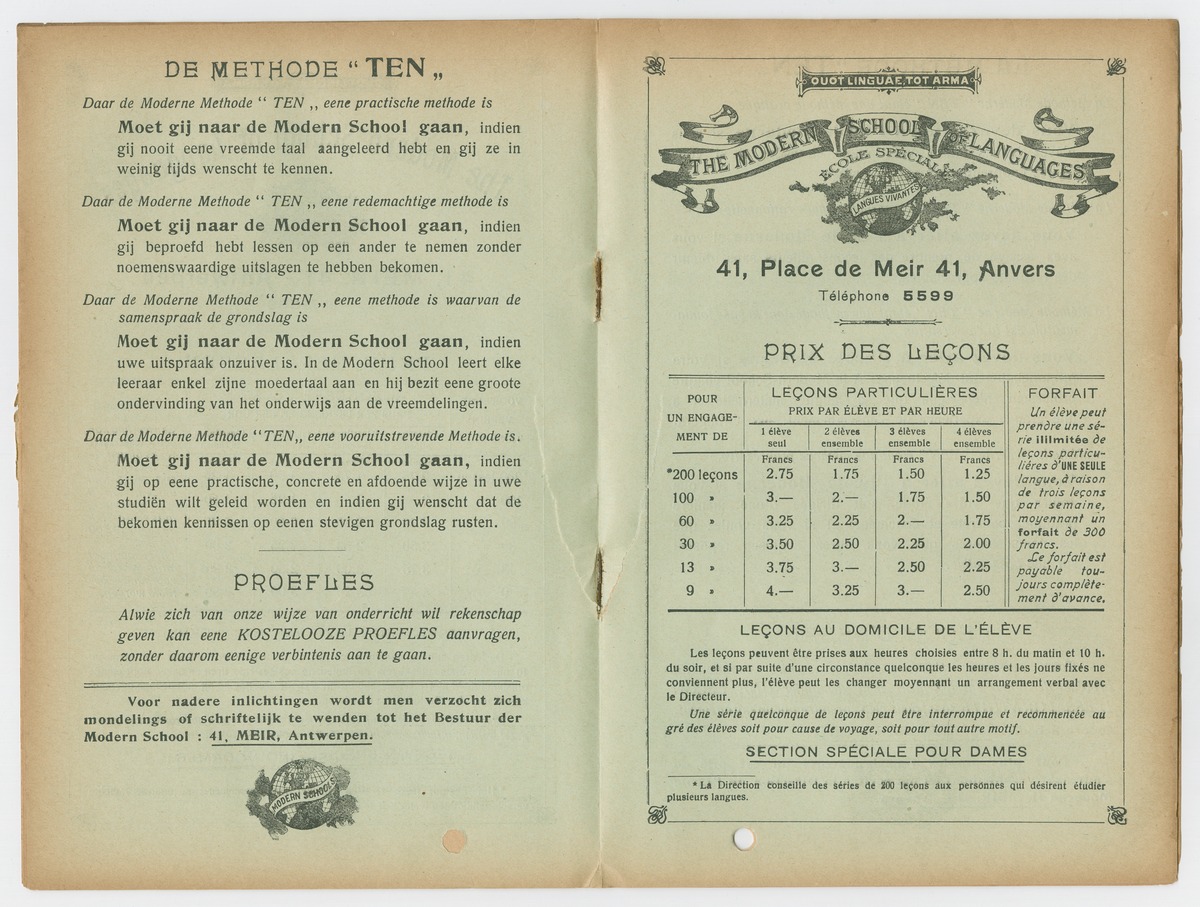 DE METHODE “ TEN „
Daar de Moderne Methode “ TEN „ eene practische methode is
Moet gij naar de Modern School gaan, indien
gij nooit eene vreemde taal aangeleerd hebt en gij ze in
weinig tijds wenscht te kennen.
Daar de Moderne Methode “ TEN „ eene redemachtige methode is
Moet gij naar de Modern School gaan, indien
gij beproefd hebt lessen op een ander te nemen zonder
noemenswaardige uitslagen te hebben bekomen.
Daar de Moderne Methode “ TEN „ eene methode is waarvan de
samenspraak de grondslag is
Moet gij naar de Modern School gaan, indien
uwe uitspraak onzuiver is. In de Modern School leert elke
leeraar enkel zijne moedertaal aan en hij bezit eene groote
ondervinding van het onderwijs aan de vreemdelingen.
Daar de Moderne Methode “TEN„ eene vooruitstrevende Methode is.
Moet gij naar de Modern School gaan, indien
gij op eene practische, concrete en afdoende wijze in uwe
studiën wilt geleid worden en indien gij wenscht dat de
bekomen kennissen op eenen stevigen grondslag rusten.
PROEFLES
Alwie zich van onze wijze van onderricht wil rekenschap
geven kan eene KOSTELOOZE PROEFLES aanvragen,
zonder daarom eenige verbintenis aan te gaan.
Voor nadere inlichtingen wordt men verzocht zich
mondelings of schriftelijk te wenden tot het Bestuur der
Modern School : 41, MEIR, Antwerpen.
MODERN SCHOOLS
QUOT LINGUAE, TOT ARMA
THE MODERN SCHOOL OF LANGUAGES
ÉCOLE SPÉCIALE
LANGUES VIVANTES
41, Place de Meir 41, Anvers
Téléphone 5599
PRIX DES LEÇONS
POUR
UN ENGAGE-
MENT DE
LEÇONS PARTICULIÈRES
PRIX PAR ÉLÈVE ET PAR HEURE
1 élève seul 2 élèves ensemble 3 élèves ensemble 4 élèves ensemble
Francs Francs Francs Francs
*200 leçons 2.75 1.75 1.50 1.25
100 » 3.— 2.— 1.75 1.50
60 » 3.25 2.25 2.— 1.75
30 » 3.50 2.50 2.25 2.00
13 » 3.75 3.— 2.50 2.25
9 » 4.— 3.25 3.— 2.50
FORFAIT
Un élève peut
prendre une sé-
rie ililmitée de
leçons particu-
lières d'UNE SEULE
langue, à raison
de trois leçons
par semaine,
moyennant un
forfait de 300
francs.
Le forfait est
payable tou-
jours complète-
ment d'avance.
LEÇONS AU DOMICILE DE L'ÉLÈVE
Les leçons peuvent être prises aux heures choisies entre 8 h. du matin et 10 h.
du soir, et si par suite d'une circonstance quelconque les heures et les jours fixés ne
conviennent plus, l'élève peut les changer moyennant un arrangement verbal avec
le Directeur.
Une série quelconque de leçons peut être interrompue et recommencée au
gré des élèves soit pour cause de voyage, soit pour tout autre motif.
SECTION SPÉCIALE POUR DAMES
* La Direction conseille des séries de 200 leçons aux personnes qui désirent étudier
plusieurs langues.